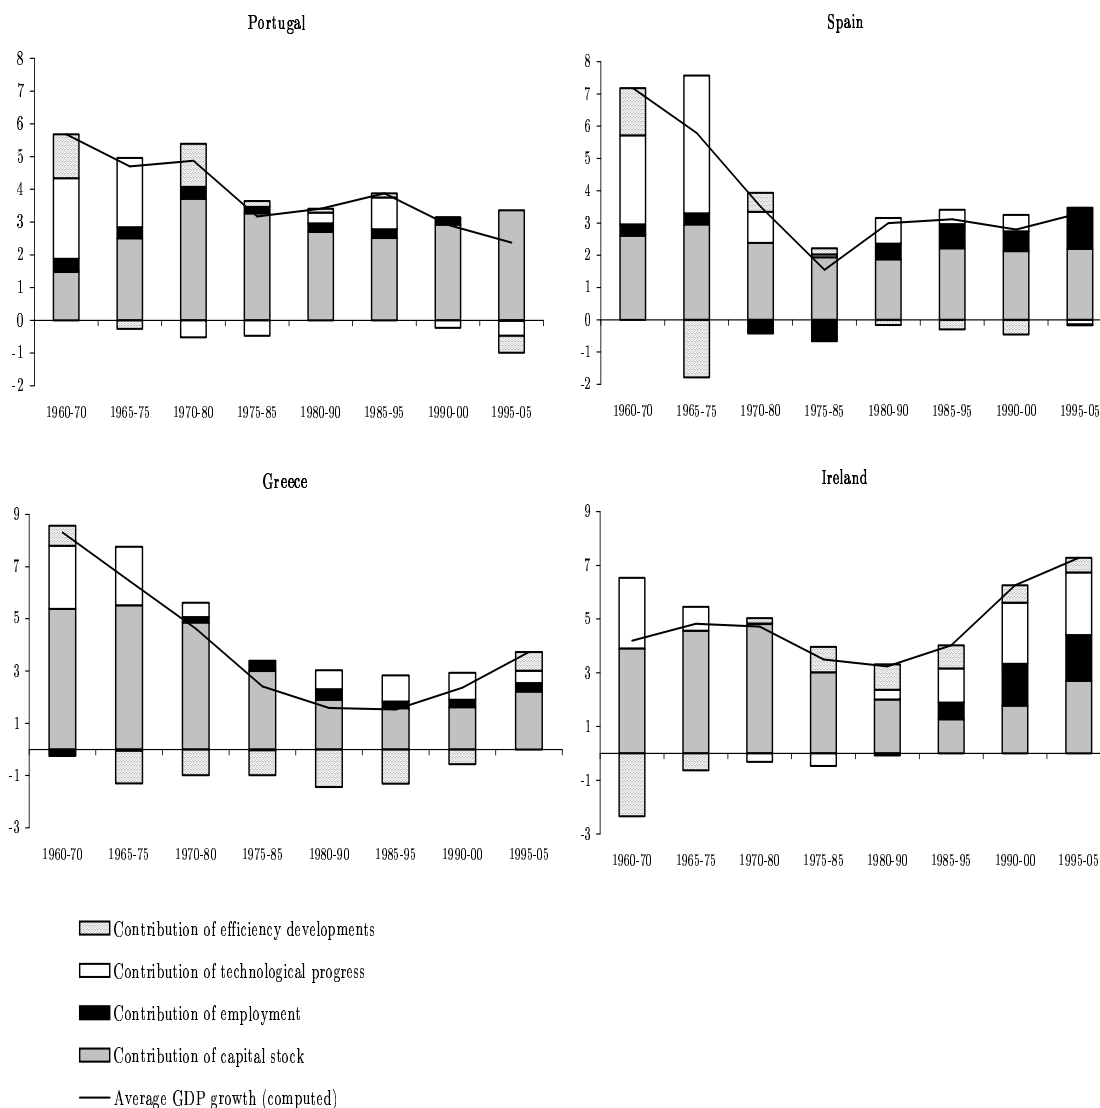 Portugal
8
7
6
5
4
3
2
1
0
-1
-2
1960-70 1965-75 1970-80 1975-85 1980-90 1985-95 1990-00 1995-05
Spain
8
7
6
5
4
3
2
1
0
-1
-2
1960-70 1965-75 1970-80 1975-85 1980-90 1985-95 1990-00 1995-05
Greece
9
7
5
3
1
-1
-3
1960-70 1965-75 1970-80 1975-85 1980-90 1985-95 1990-00 1995-05
Ireland
9
7
5
3
1
-1
-3
1960-70 1965-75 1970-80 1975-85 1980-90 1985-95 1990-00 1995-05
Contribution of efficiency developments
Contribution of technological progress
Contribution of employment
Contribution of capital stock
Average GDP growth (computed)